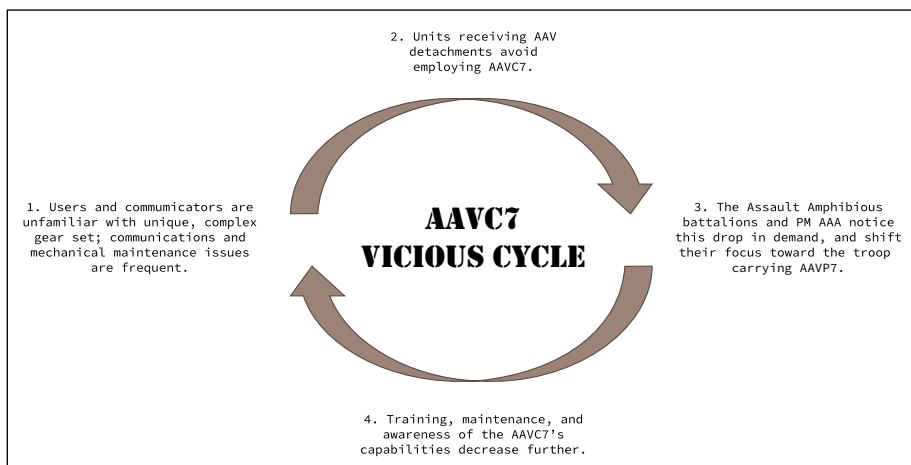 2. Units receiving AAV
detachments avoid
employing AAVC7.
1. Users and commumicators are
unfamiliar with unique, complex
gear set; communications and
mechanical maintenance issues
are frequent.
AAVC7
VICIOUS CYCLE
3. The Assault Amphibious
battalions and PM AAA notice
this drop in demand, and shift
their focus toward the troop
carrying AAVP7.
4. Training, maintenance, and
awareness of the AAVC7's
capabilities decrease further.